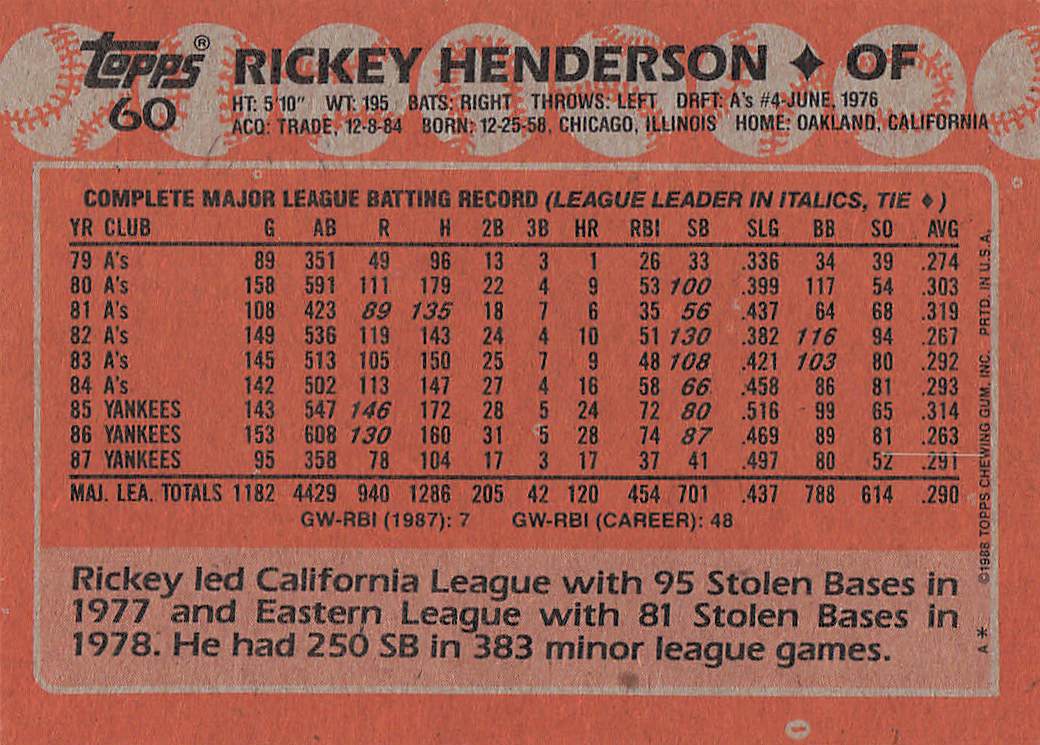 topps® RICKEY HENDERSON ♦ OF
60 HT: 5'10" WT: 195 BATS: RIGHT THROWS: LEFT DRFT: A's #4-JUNE, 1976
ACQ: TRADE, 12-8-84 BORN: 12-25-58, CHICAGO, ILLINOIS HOME: OAKLAND, CALIFORNIA
COMPLETE MAJOR LEAGUE BATTING RECORD (LEAGUE LEADER IN ITALICS, TIE ♦)
YR CLUB G AB R H 2B 3B HR RBI SB SLG BB SO AVG
79 A's 89 351 49 96 13 3 1 26 33 .336 34 39 .274
80 A's 158 591 111 179 22 4 9 53 100 .399 117 54 .303
81 A's 108 423 89 135 18 7 6 35 56 .437 64 68 .319
82 A's 149 536 119 143 24 4 10 51 130 .382 116 94 .267
83 A's 145 513 105 150 25 7 9 48 108 .421 103 80 .292
84 A's 142 502 113 147 27 4 16 58 66 .458 86 81 .293
85 YANKEES 143 547 146 172 28 5 24 72 80 .516 99 65 .314
86 YANKEES 153 608 130 160 31 5 28 74 87 .469 89 81 .263
87 YANKEES 95 358 78 104 17 3 17 37 41 .497 80 52 .291
MAJ. LEA. TOTALS 1182 4429 940 1286 205 42 120 454 701 .437 788 614 .290
GW-RBI (1987): 7 GW-RBI (CAREER): 48
Rickey led California League with 95 Stolen Bases in
1977 and Eastern League with 81 Stolen Bases in
1978. He had 250 SB in 383 minor league games.
A* ©1988 TOPPS CHEWING GUM, INC. PRTD. IN U.S.A.